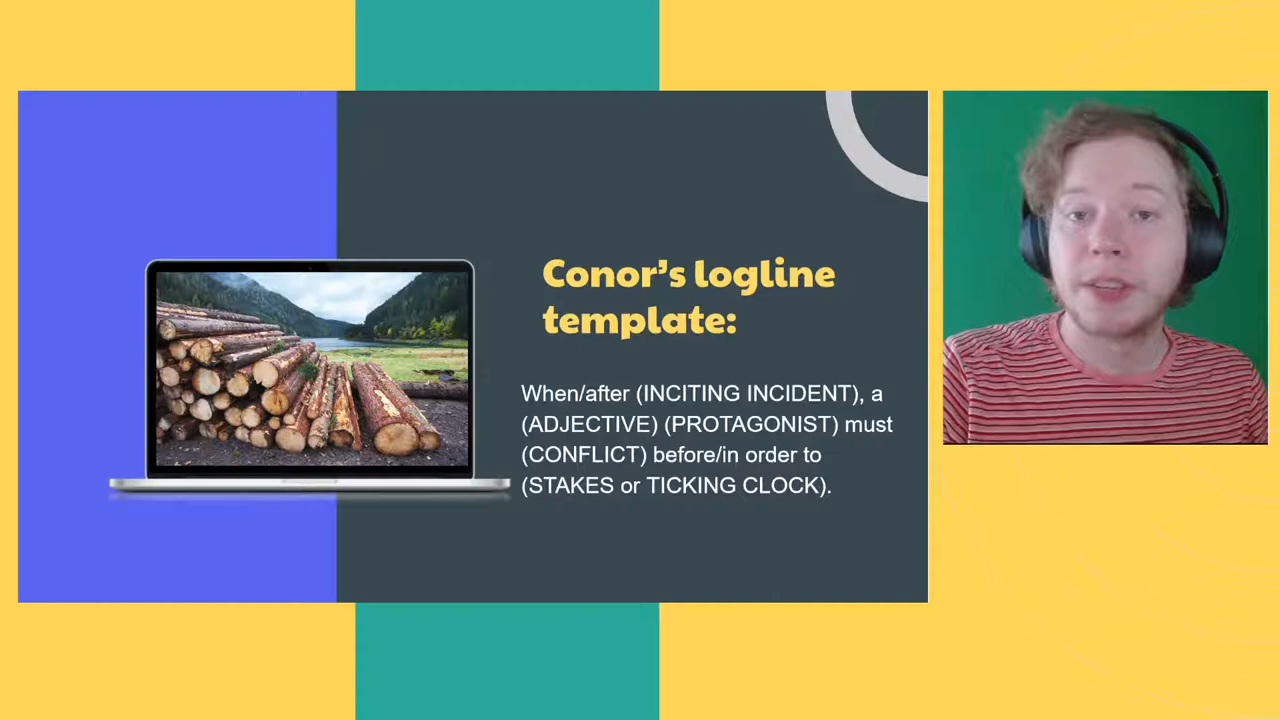 Conor’s logline
template:
When/after (INCITING INCIDENT), a
(ADJECTIVE) (PROTAGONIST) must
(CONFLICT) before/in order to
(STAKES or TICKING CLOCK).